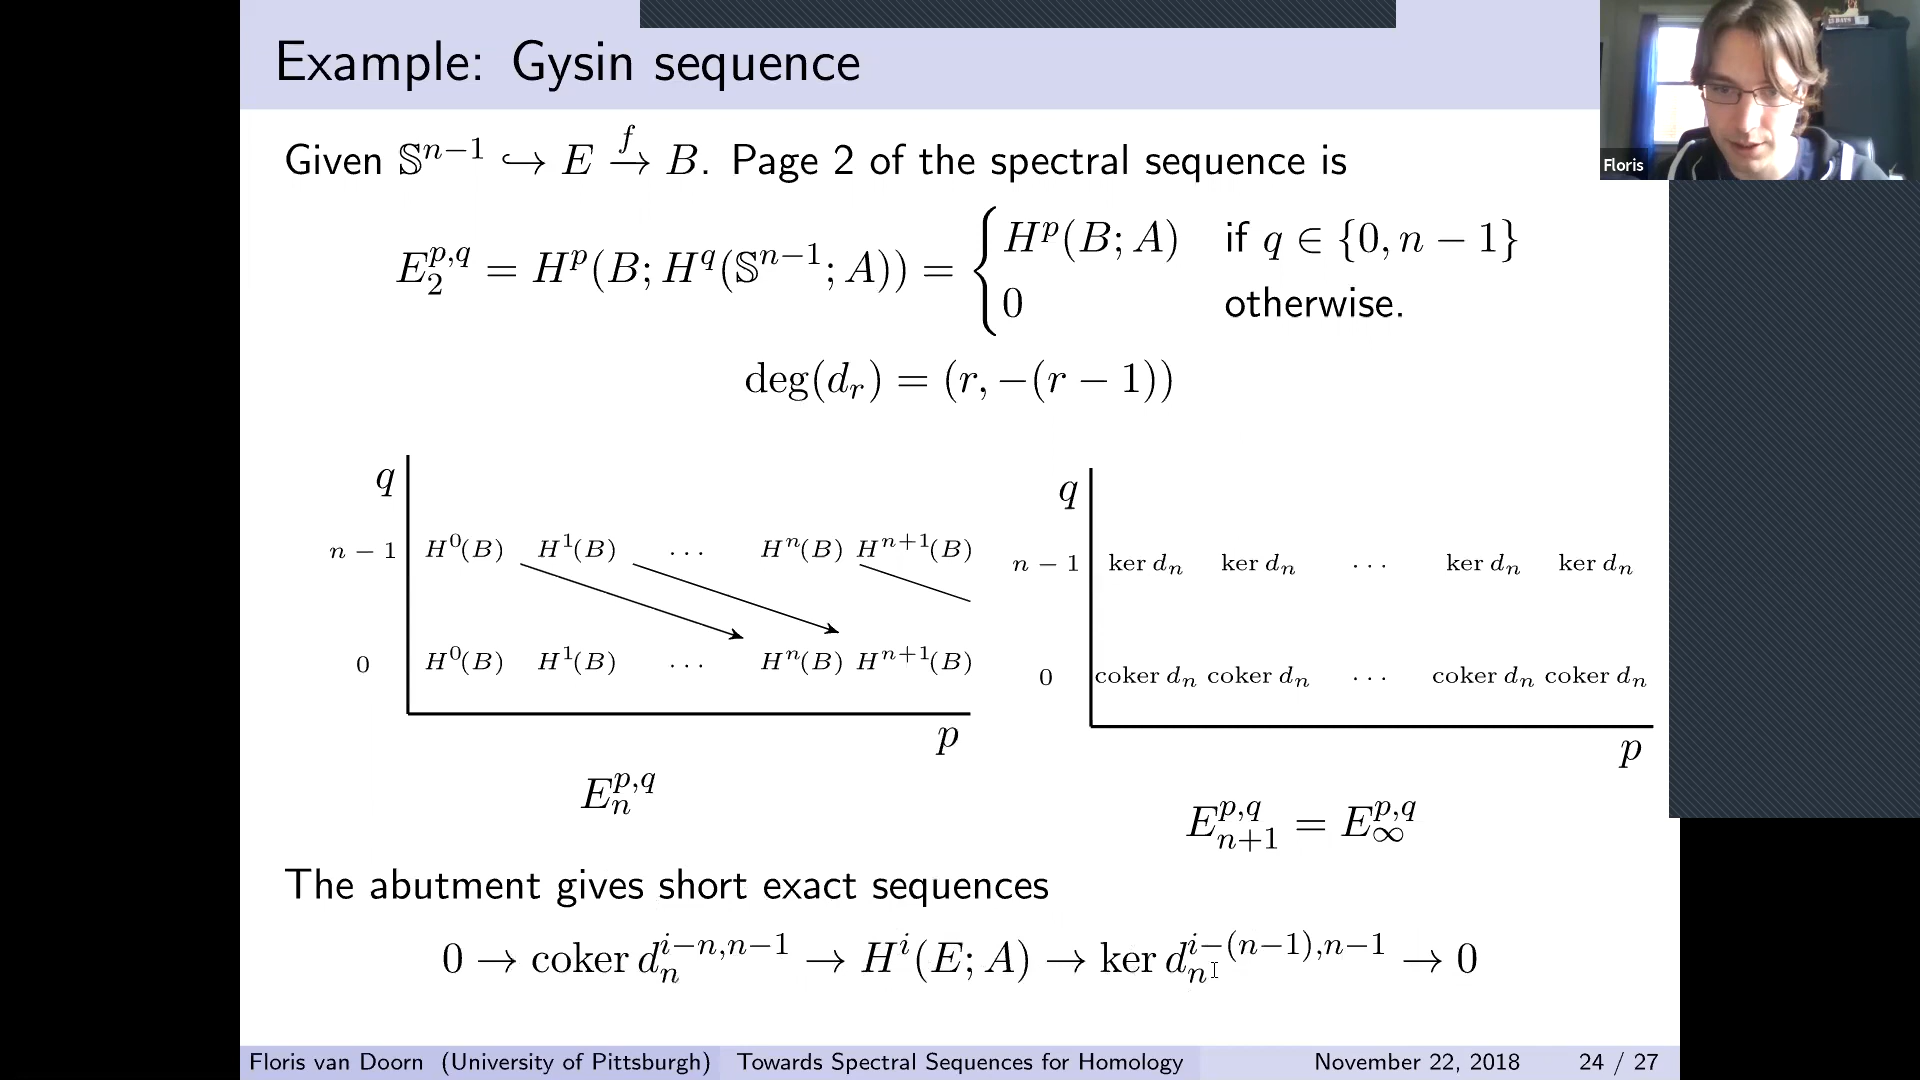 Example: Gysin sequence
Floris
Given 𝕊ⁿ⁻¹ ↪ E →^f B. Page 2 of the spectral sequence is
E_2^{p,q} = H^p(B; H^q(𝕊^{n−1}; A)) = { H^p(B; A) if q ∈ {0, n − 1}
0 otherwise.
deg(d_r) = (r, −(r − 1))
q
n − 1 H^0(B) H^1(B) ··· H^n(B) H^{n+1}(B)
0 H^0(B) H^1(B) ··· H^n(B) H^{n+1}(B)
p
E_n^{p,q}
q
n − 1 ker d_n ker d_n ··· ker d_n ker d_n
0 coker d_n coker d_n ··· coker d_n coker d_n
p
E_{n+1}^{p,q} = E_∞^{p,q}
The abutment gives short exact sequences
0 → coker d_n^{i−n,n−1} → H^i(E; A) → ker d_n^{i−(n−1),n−1} → 0
Floris van Doorn (University of Pittsburgh) Towards Spectral Sequences for Homology November 22, 2018 24 / 27